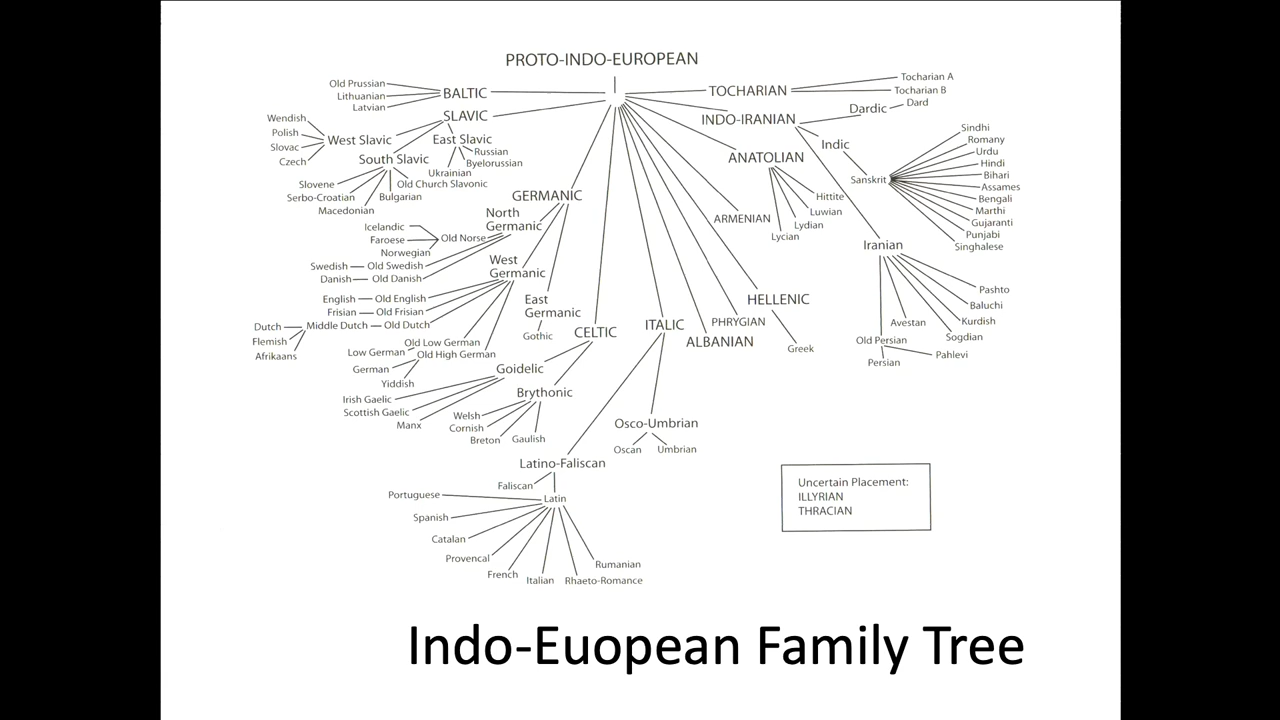 PROTO-INDO-EUROPEAN
BALTIC
Old Prussian
Lithuanian
Latvian
SLAVIC
West Slavic
Wendish
Polish
Slovac
Czech
East Slavic
Russian
Byelorussian
Ukrainian
South Slavic
Old Church Slavonic
Slovene
Serbo-Croatian
Macedonian
Bulgarian
GERMANIC
North
Germanic
Old Norse
Icelandic
Faroese
Norwegian
Swedish
Old Swedish
Danish
Old Danish
West
Germanic
English
Old English
Frisian
Old Frisian
Dutch
Middle Dutch
Old Dutch
Flemish
Afrikaans
Old Low German
Low German
Old High German
German
Yiddish
East
Germanic
Gothic
CELTIC
Goidelic
Irish Gaelic
Scottish Gaelic
Manx
Brythonic
Welsh
Cornish
Breton
Gaulish
ITALIC
Osco-Umbrian
Oscan
Umbrian
Latino-Faliscan
Faliscan
Latin
Portuguese
Spanish
Catalan
Provencal
French
Italian
Rhaeto-Romance
Rumanian
ALBANIAN
PHRYGIAN
HELLENIC
Greek
ARMENIAN
ANATOLIAN
Hittite
Luwian
Lydian
Lycian
INDO-IRANIAN
Dardic
Dard
Indic
Sanskrit
Sindhi
Romany
Urdu
Hindi
Bihari
Assames
Bengali
Marthi
Gujaranti
Punjabi
Singhalese
Iranian
Pashto
Baluchi
Kurdish
Sogdian
Avestan
Old Persian
Persian
Pahlevi
TOCHARIAN
Tocharian A
Tocharian B
Uncertain Placement:
ILLYRIAN
THRACIAN
Indo-Euopean Family Tree